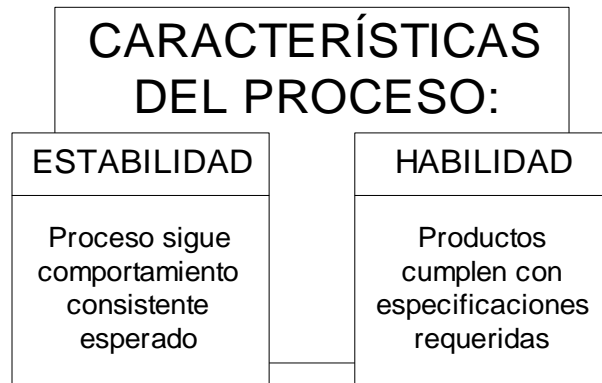 CARACTERÍSTICAS
DEL PROCESO:
ESTABILIDAD
Proceso sigue
comportamiento
consistente
esperado
HABILIDAD
Productos
cumplen con
especificaciones
requeridas